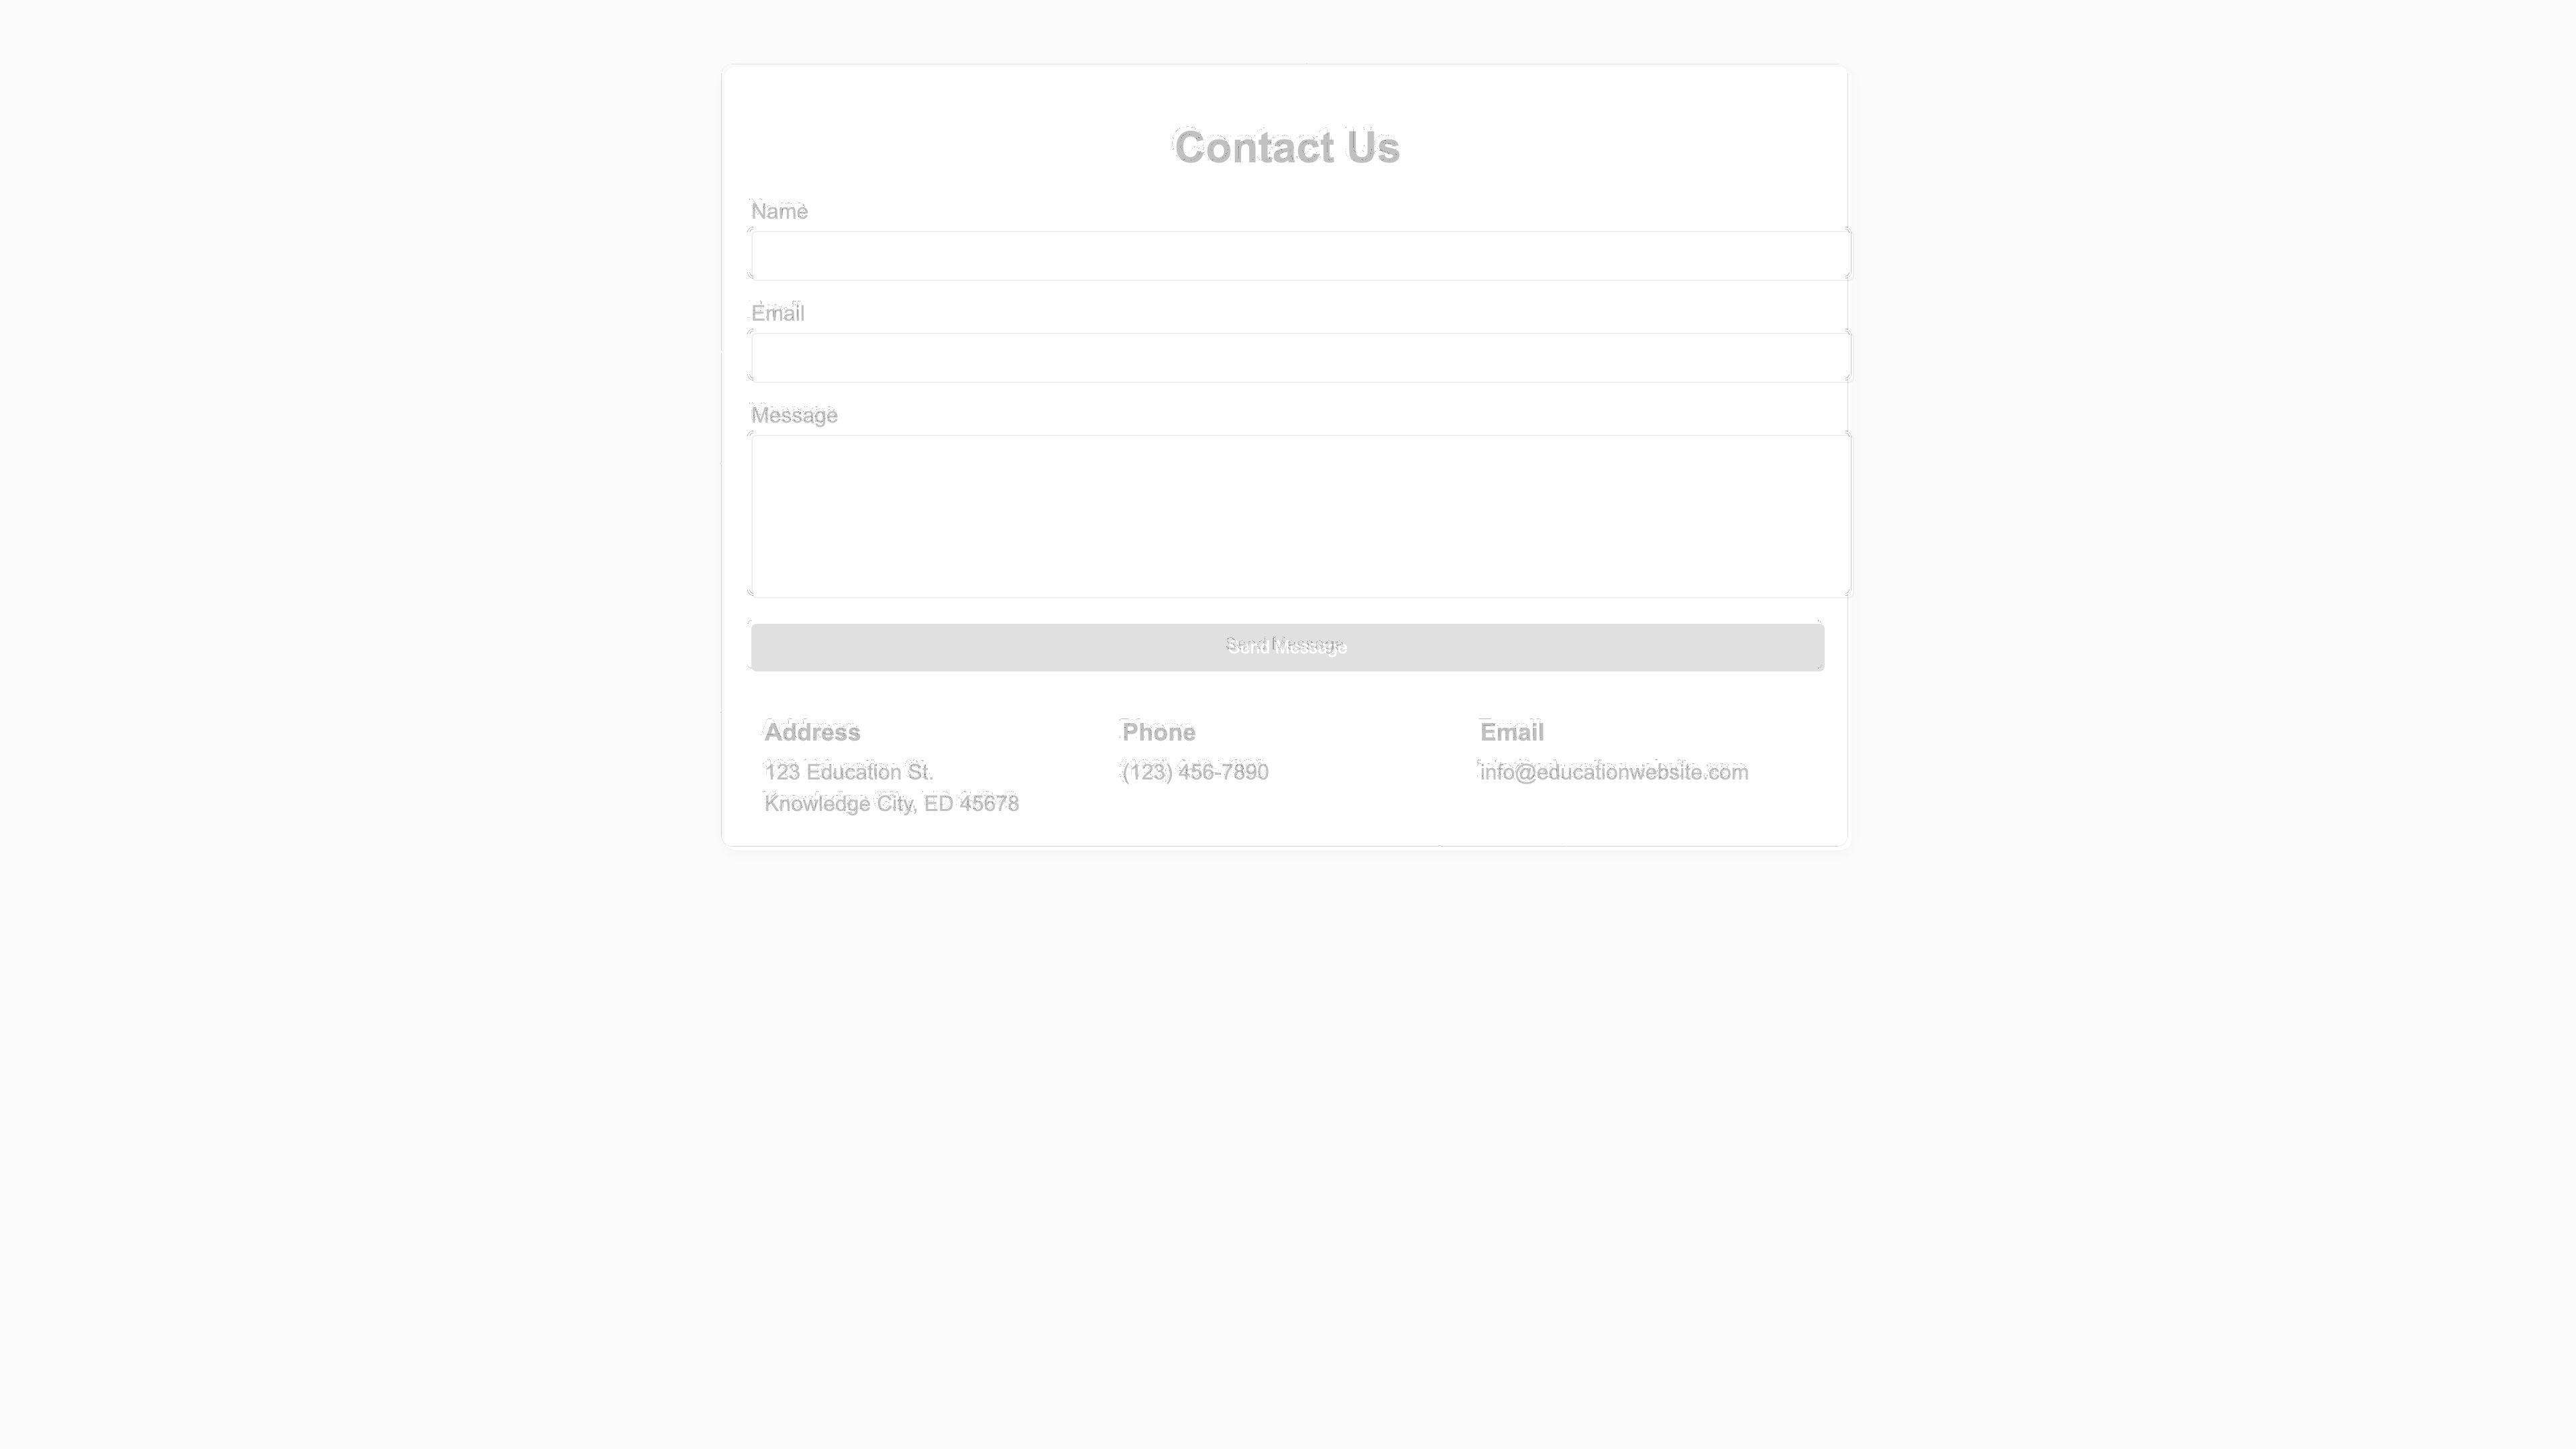 Contact Us
Name
Email
Message
Send Message
Address
Phone
Email
123 Education St.
(123) 456-7890
info@educationwebsite.com
Knowledge City, ED 45678